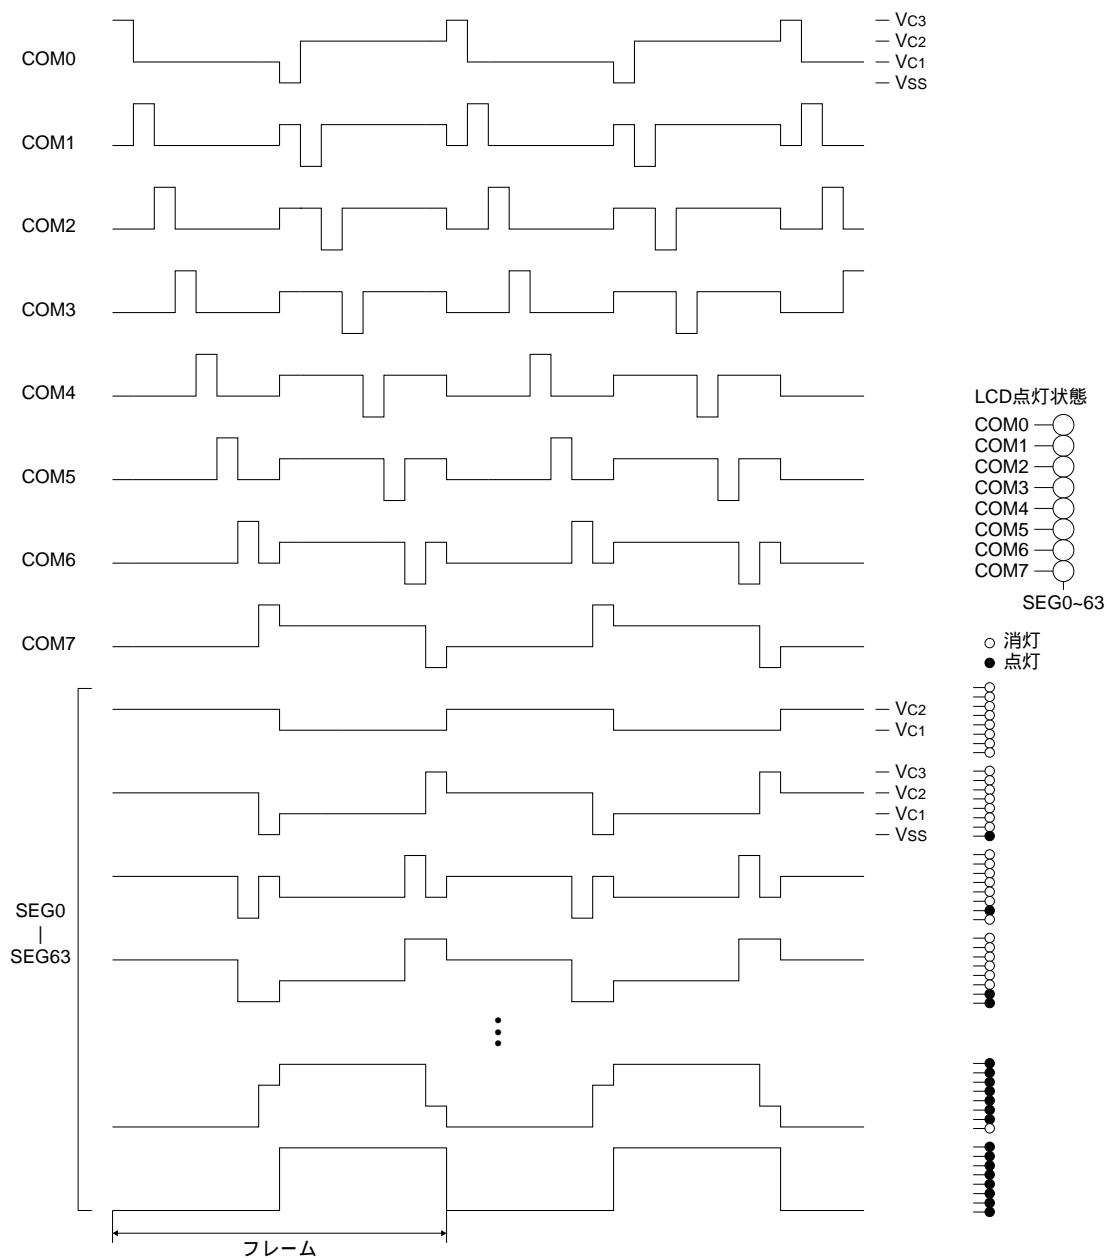 COM0
VC3
VC2
VC1
VSS
COM1
COM2
COM3
COM4
COM5
COM6
COM7
LCD点灯状態
COM0
COM1
COM2
COM3
COM4
COM5
COM6
COM7
SEG0~63
消灯
点灯
VC2
VC1
VC3
VC2
VC1
VSS
SEG0
|
SEG63
フレーム